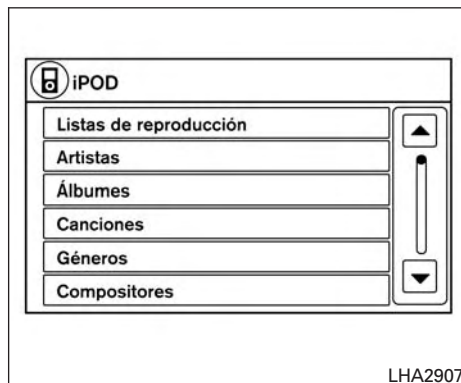 iPOD
Listas de reproducción
Artistas
Álbumes
Canciones
Géneros
Compositores
LHA2907